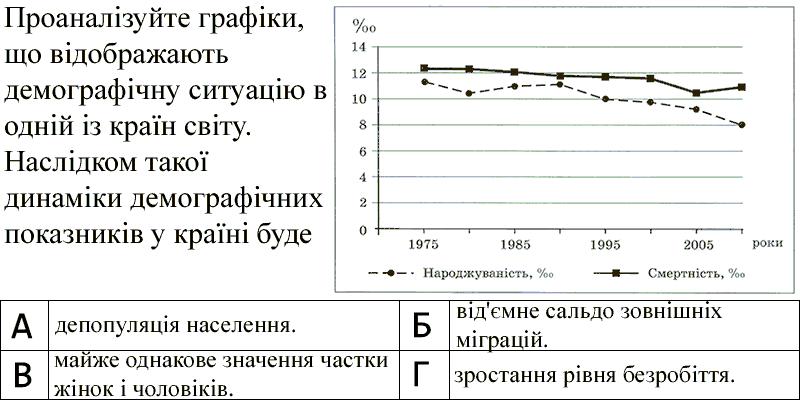 Проаналізуйте графіки,
що відображають
демографічну ситуацію в
одній із країн світу.
Наслідком такої
динаміки демографічних
показників у країні буде
‰
14
12
10
8
6
4
2
0
1975 1985 1995 2005 роки
Народжуваність, ‰ Смертність, ‰
А депопуляція населення.
Б від'ємне сальдо зовнішніх
міграцій.
В майже однакове значення частки
жінок і чоловіків.
Г зростання рівня безробіття.